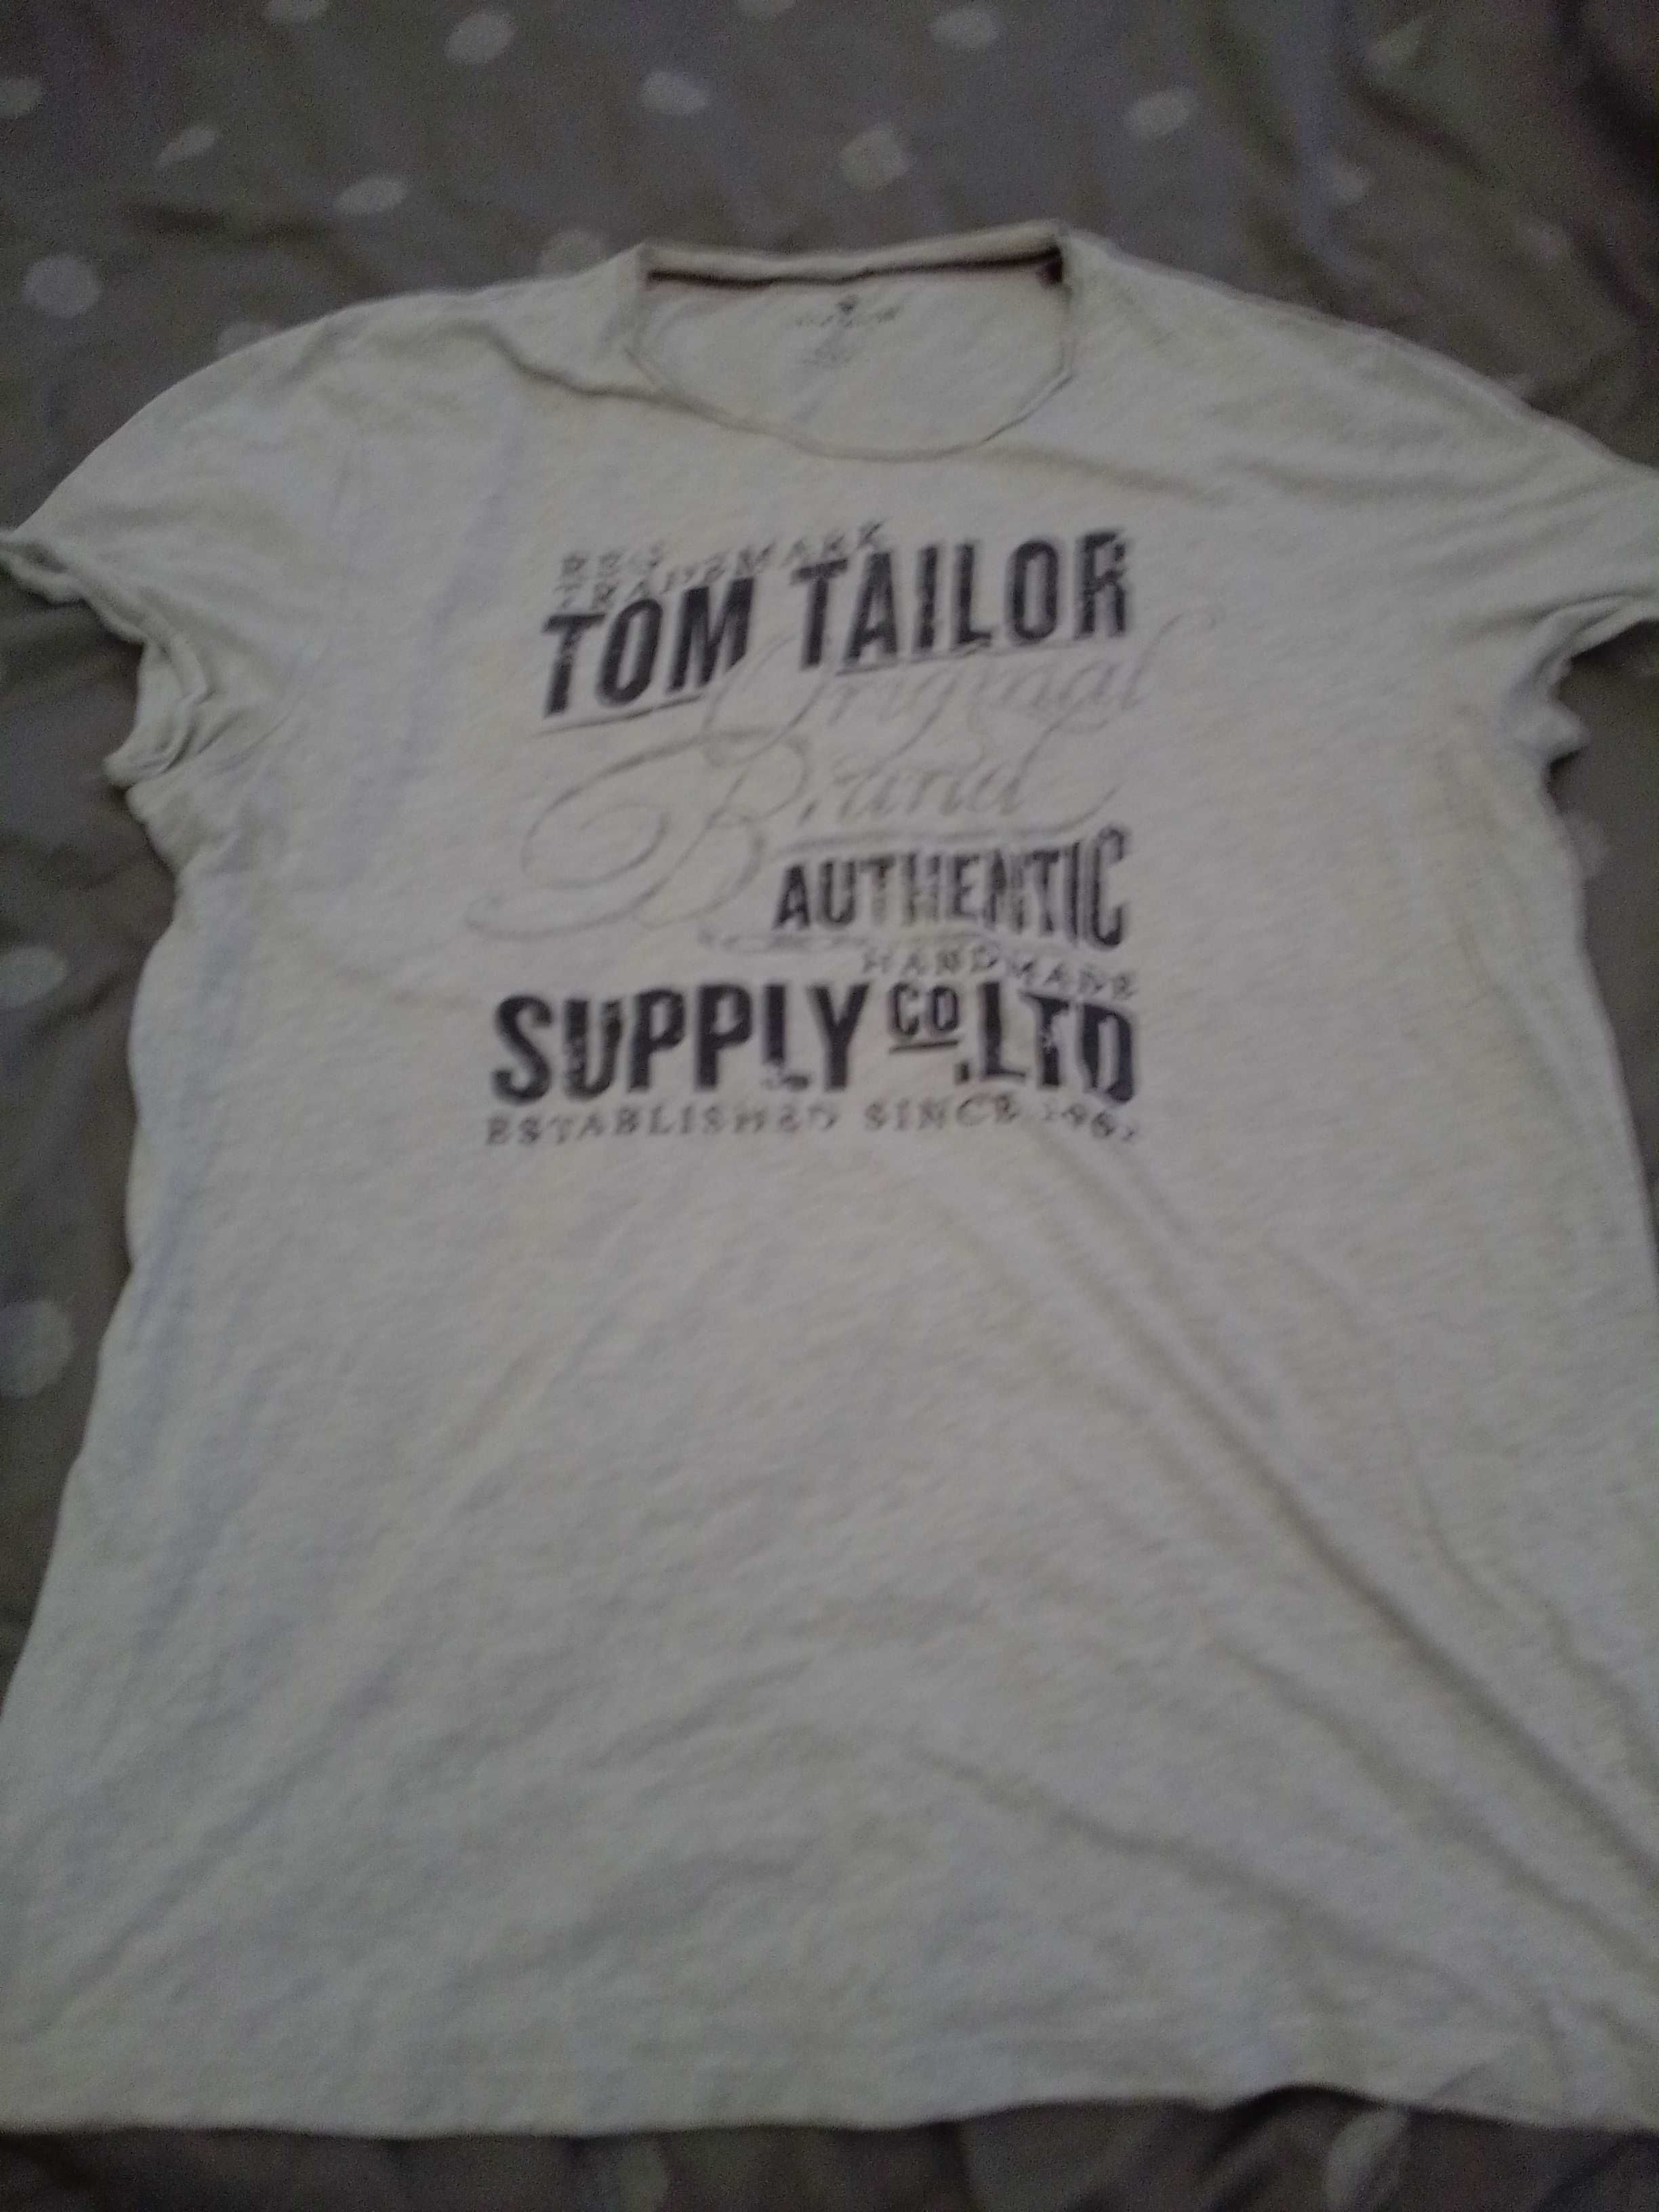 REG
TRADEMARK
TOM TAILOR
Original
Brand
AUTHENTIC
HANDMADE
SUPPLY CO. LTD
ESTABLISHED SINCE